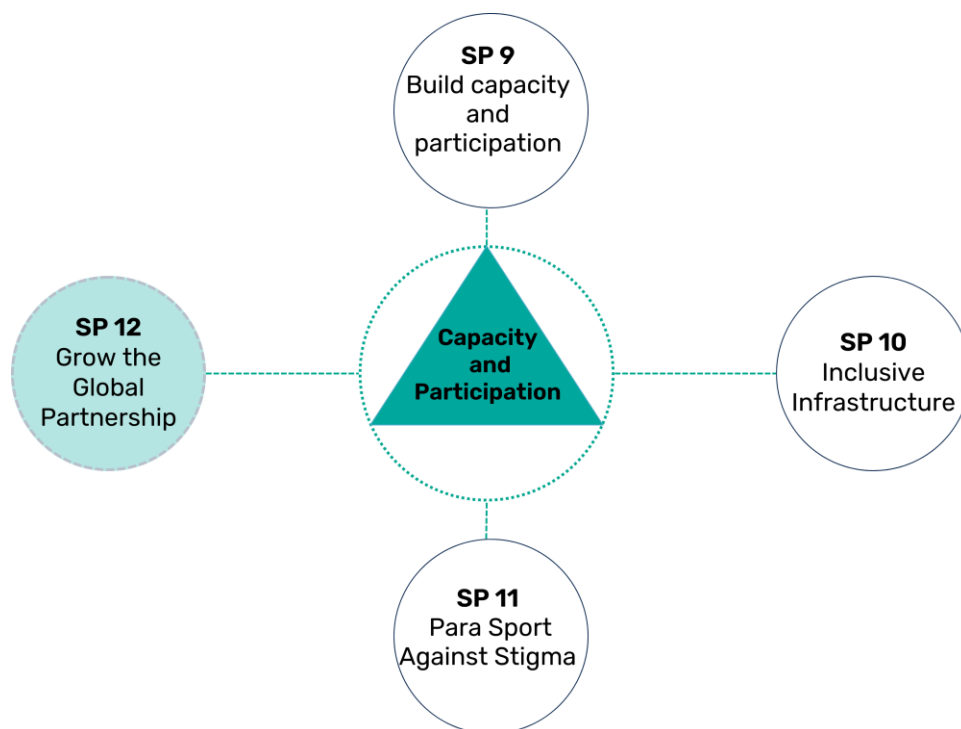 SP 9
Build capacity
and
participation
SP 12
Grow the
Global
Partnership
Capacity
and
Participation
SP 10
Inclusive
Infrastructure
SP 11
Para Sport
Against Stigma